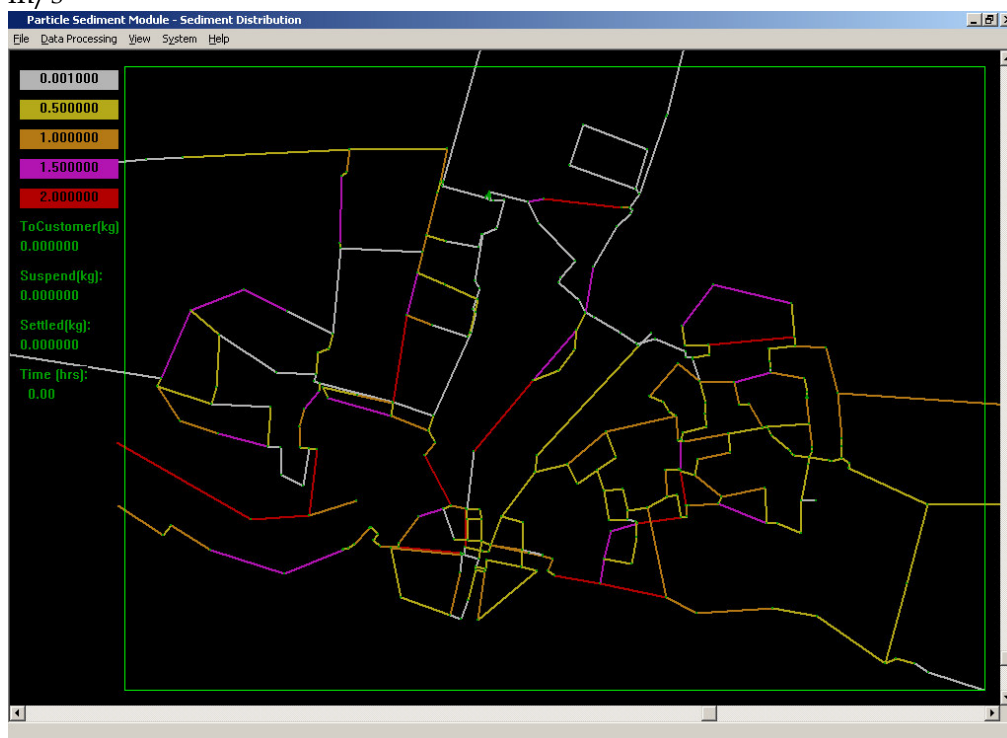 m/s
Particle Sediment Module - Sediment Distribution
File Data Processing View System Help
0.001000
0.500000
1.000000
1.500000
2.000000
ToCustomer(kg)
0.000000
Suspend(kg):
0.000000
Settled(kg):
0.000000
Time (hrs):
0.00